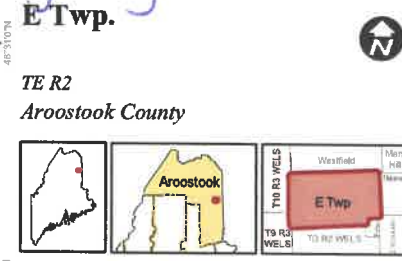 E Twp.
N
46°31'0"N
TE R2
Aroostook County
Aroostook
T10 R3 WELS
Westfield
E Twp
T9 R3
WELS
TD R2 WELS